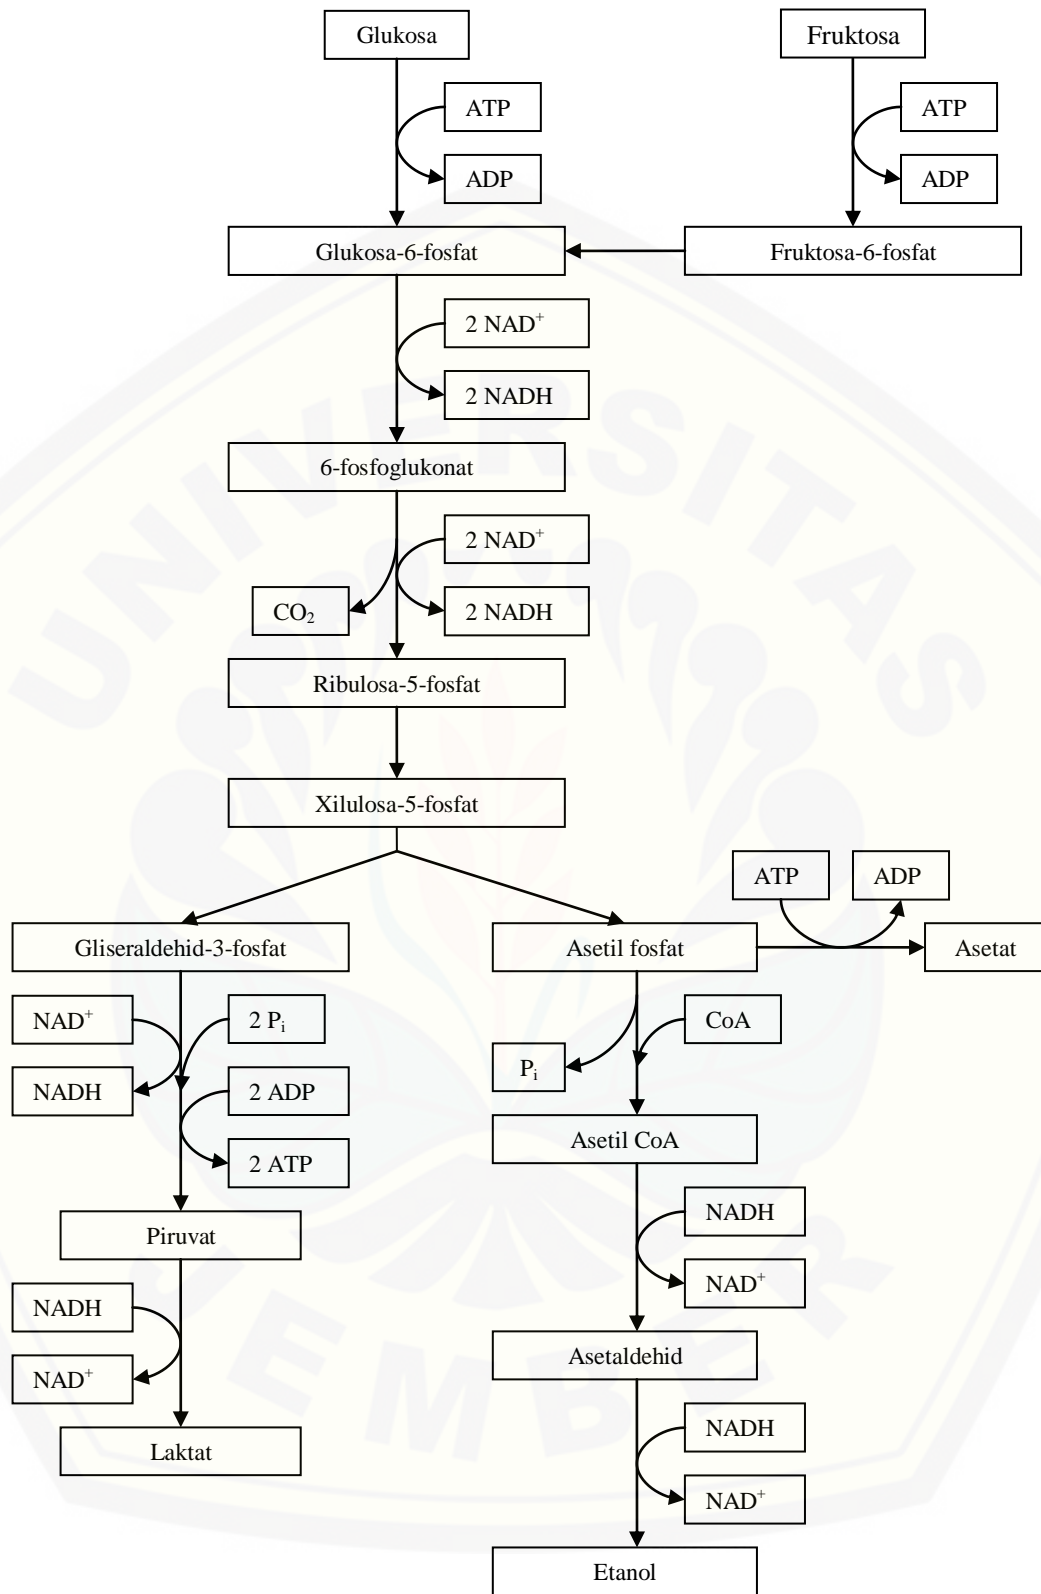 Glukosa
Fruktosa
ATP
ATP
ADP
ADP
Glukosa-6-fosfat
Fruktosa-6-fosfat
2 NAD⁺
2 NADH
6-fosfoglukonat
2 NAD⁺
CO₂
2 NADH
Ribulosa-5-fosfat
Xilulosa-5-fosfat
ATP
ADP
Gliseraldehid-3-fosfat
Asetil fosfat
Asetat
NAD⁺
2 Pᵢ
CoA
Pᵢ
NADH
2 ADP
Asetil CoA
2 ATP
NADH
Piruvat
NAD⁺
NADH
Asetaldehid
NAD⁺
NADH
Laktat
NAD⁺
Etanol
UNIVERSITAS
JEMBER